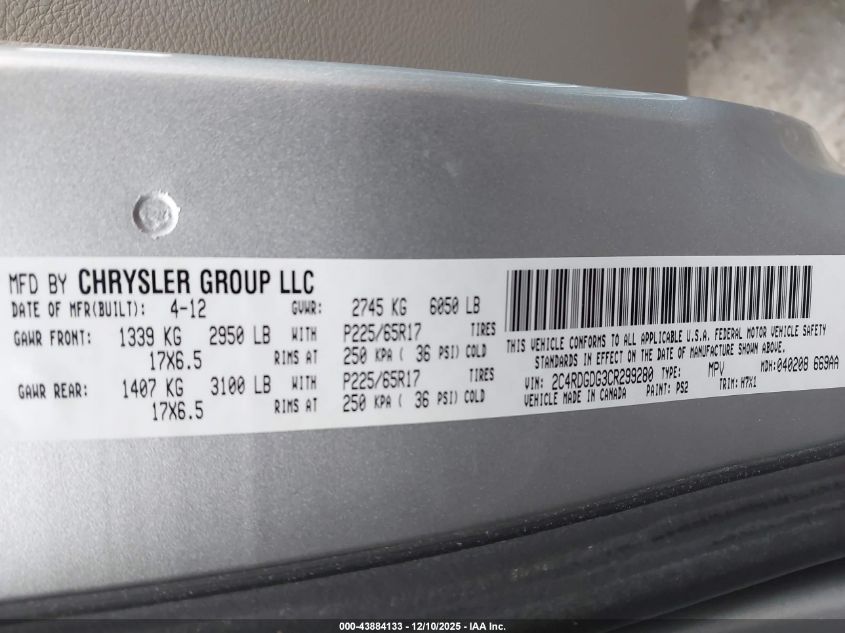 MFD BY CHRYSLER GROUP LLC
DATE OF MFR(BUILT): 4-12 GVWR: 2745 KG 6050 LB
GAWR FRONT: 1339 KG 2950 LB WITH P225/65R17 TIRES
17X6.5 RIMS AT 250 KPA ( 36 PSI) COLD
GAWR REAR: 1407 KG 3100 LB WITH P225/65R17 TIRES
17X6.5 RIMS AT 250 KPA ( 36 PSI) COLD
THIS VEHICLE CONFORMS TO ALL APPLICABLE U.S.A. FEDERAL MOTOR VEHICLE SAFETY
STANDARDS IN EFFECT ON THE DATE OF MANUFACTURE SHOWN ABOVE.
VIN: 2C4RDGDG3CR299280 TYPE: MPV MDH:040208 669AA
VEHICLE MADE IN CANADA PAINT: PS2 TRIM: H7X1
000-43884133 - 12/10/2025 - IAA Inc.